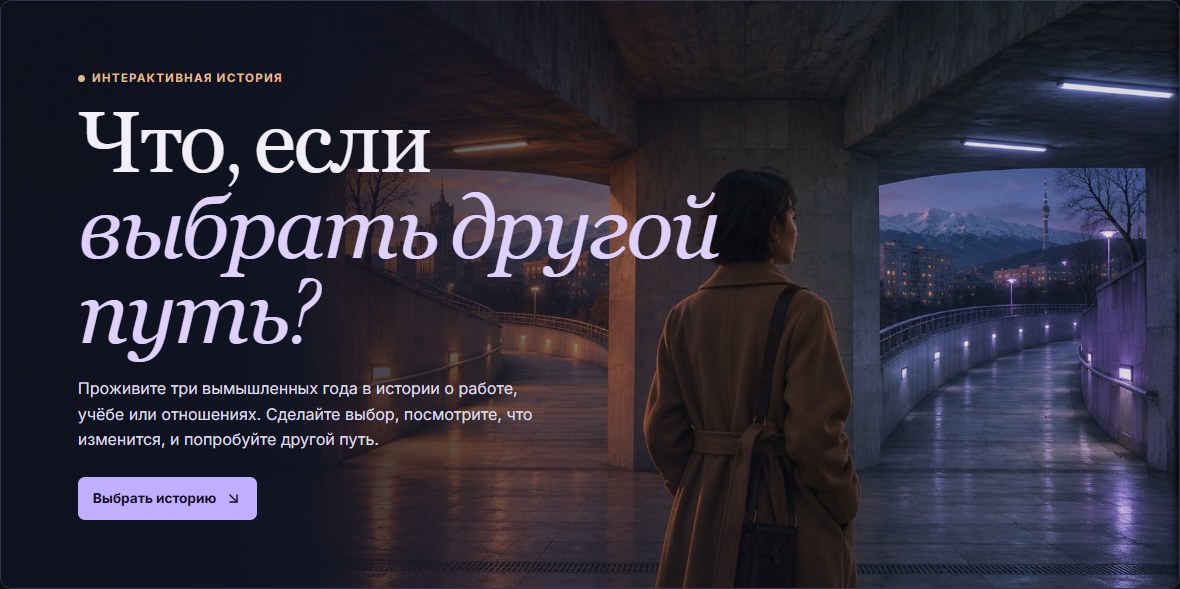 ИНТЕРАКТИВНАЯ ИСТОРИЯ
Что, если
выбрать другой
путь?
Проживите три вымышленных года в истории о работе,
учёбе или отношениях. Сделайте выбор, посмотрите, что
изменится, и попробуйте другой путь.
Выбрать историю